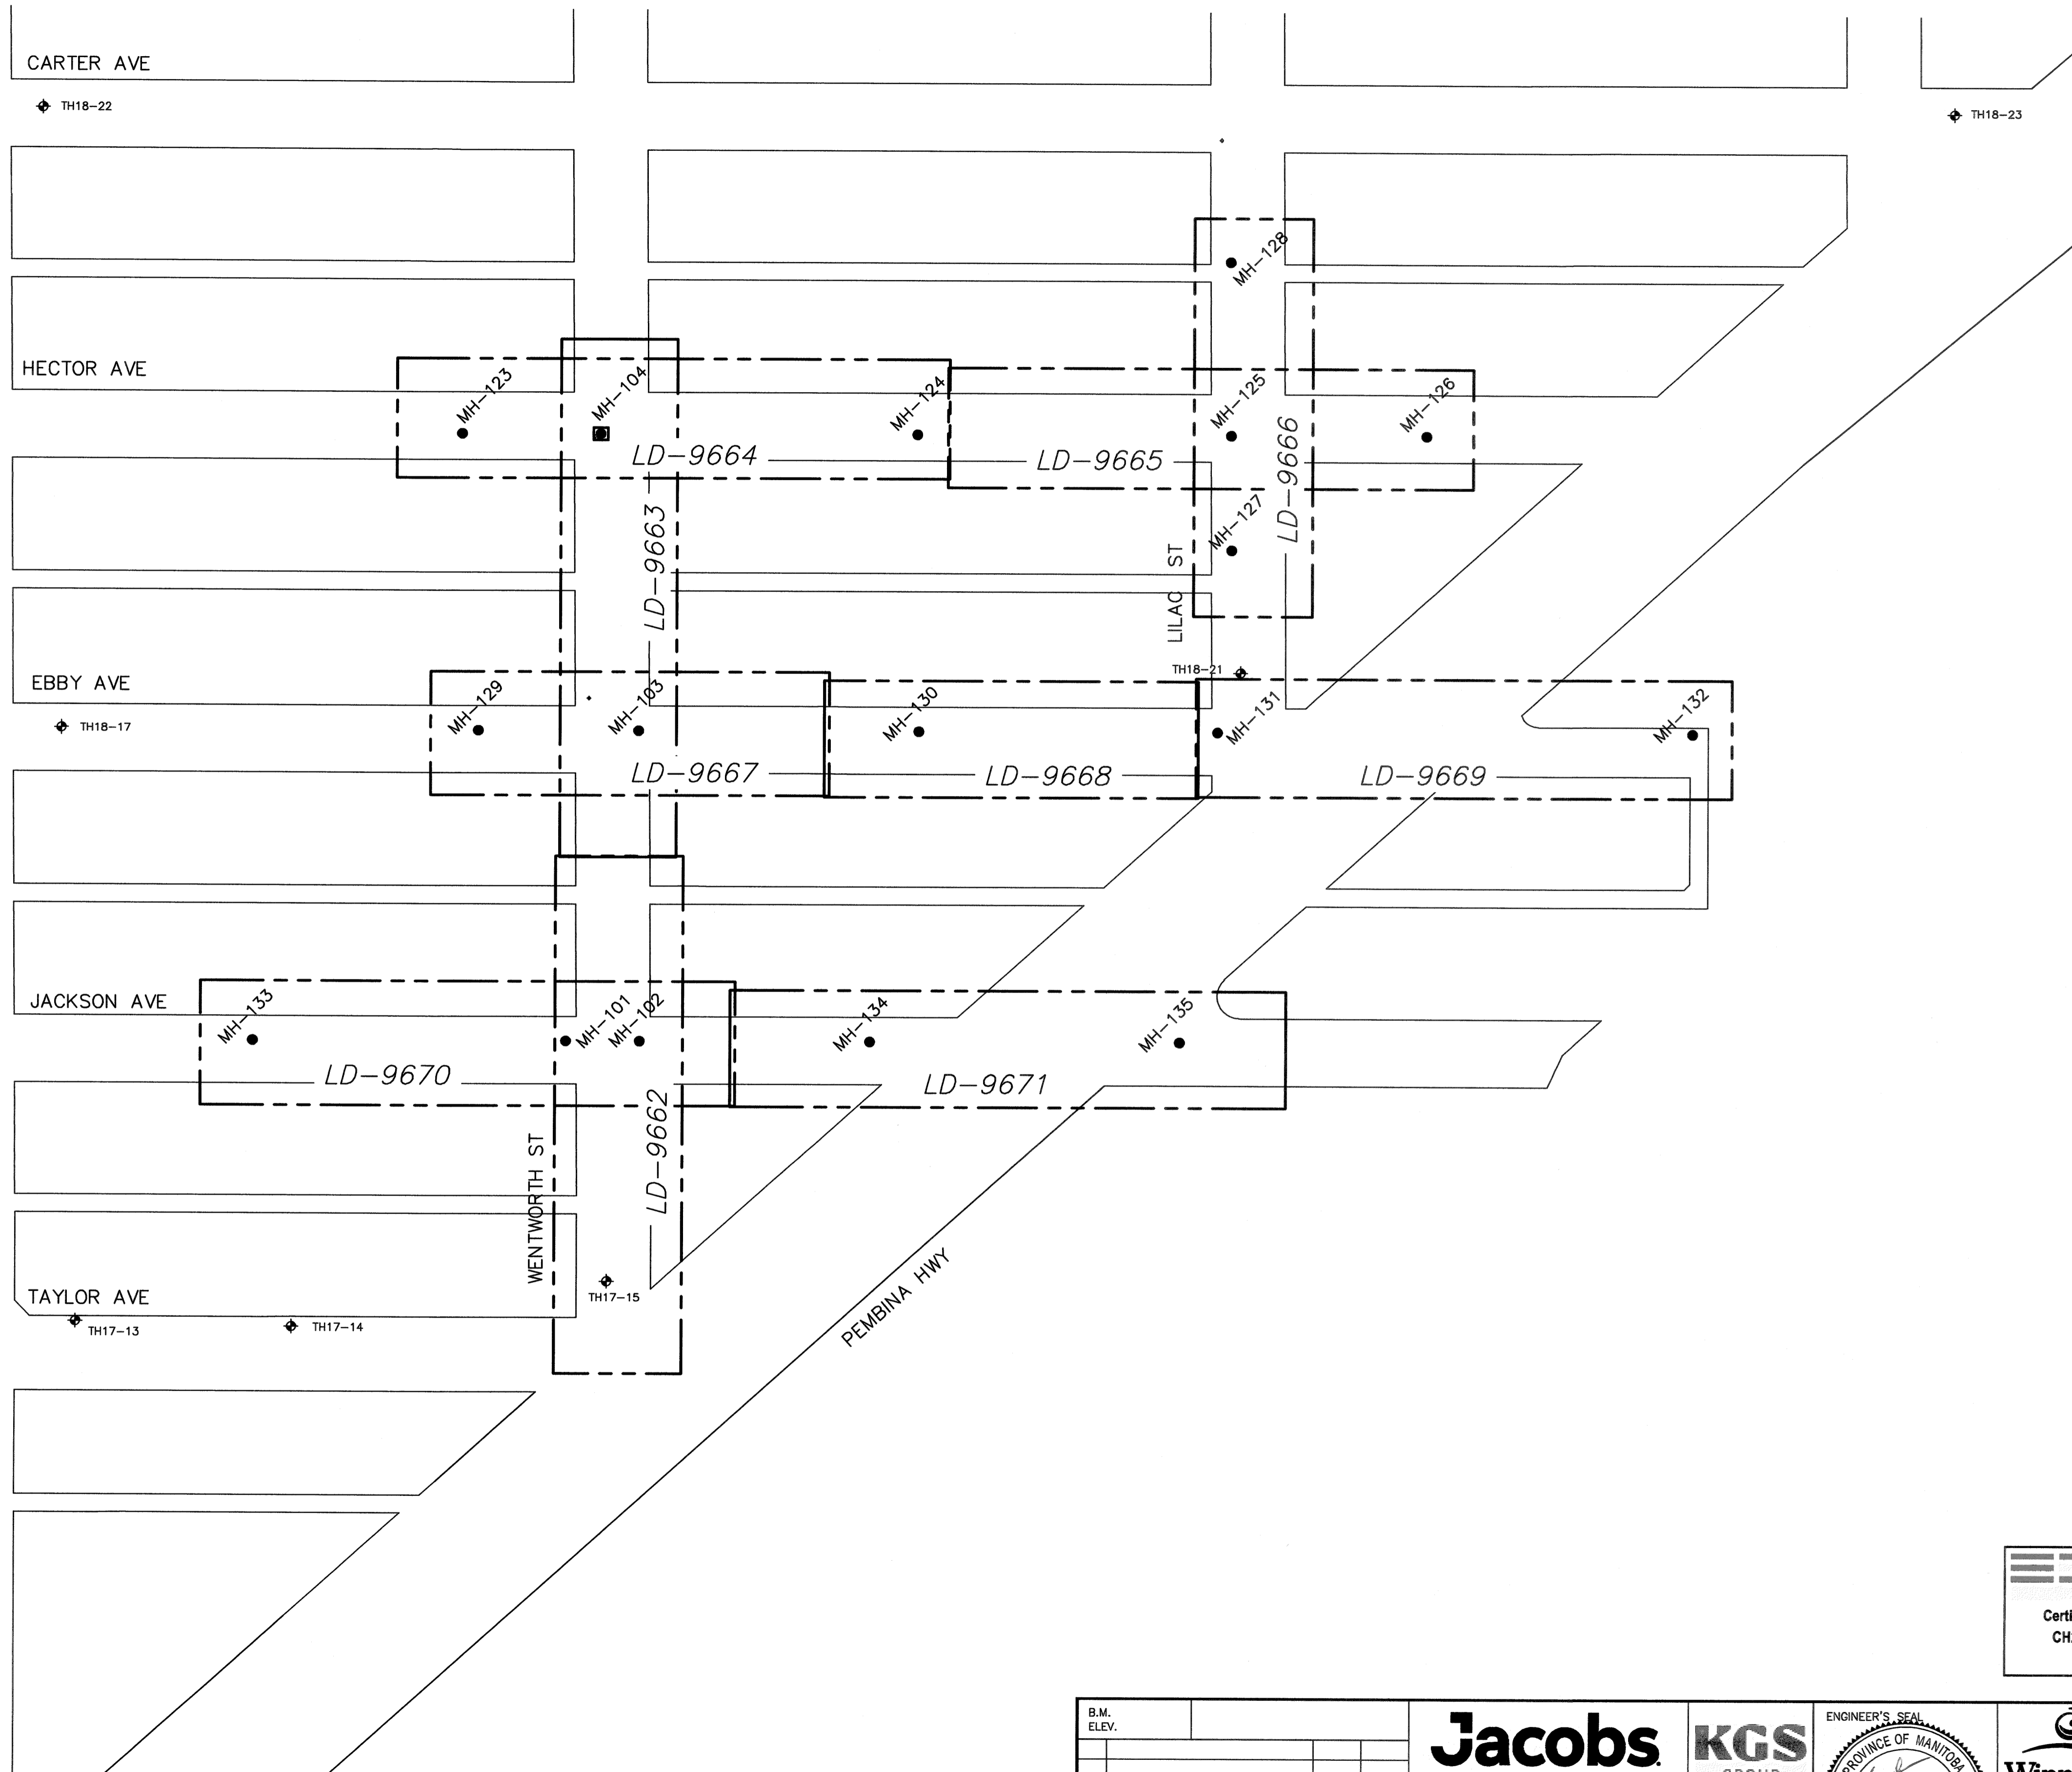 CARTER AVE
TH18-22
TH18-23
MH-128
HECTOR AVE
MH-123
MH-104
MH-124
MH-125
MH-126
LD-9664
LD-9665
LD-9666
LD-9663
MH-127
LILAC ST
TH18-21
EBBY AVE
TH18-17
MH-129
MH-103
MH-130
MH-131
MH-132
LD-9667
LD-9668
LD-9669
JACKSON AVE
MH-133
MH-101
MH-102
MH-134
MH-135
LD-9670
LD-9671
LD-9662
WENTWORTH ST
TAYLOR AVE
TH17-13
TH17-14
TH17-15
PEMBINA HWY
B.M.
ELEV.
Jacobs
KGS
ENGINEER'S SEAL
PROVINCE OF MANITOBA